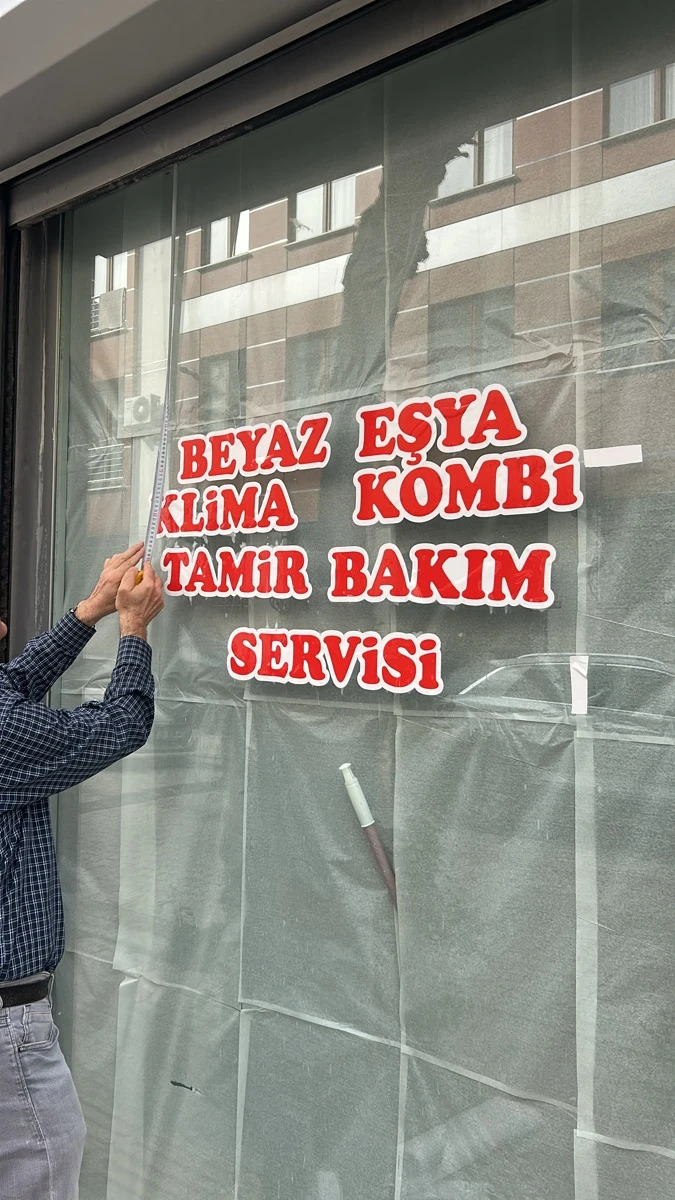 BEYAZ EŞYA
KLiMA KOMBi
TAMiR BAKIM
SERViSi